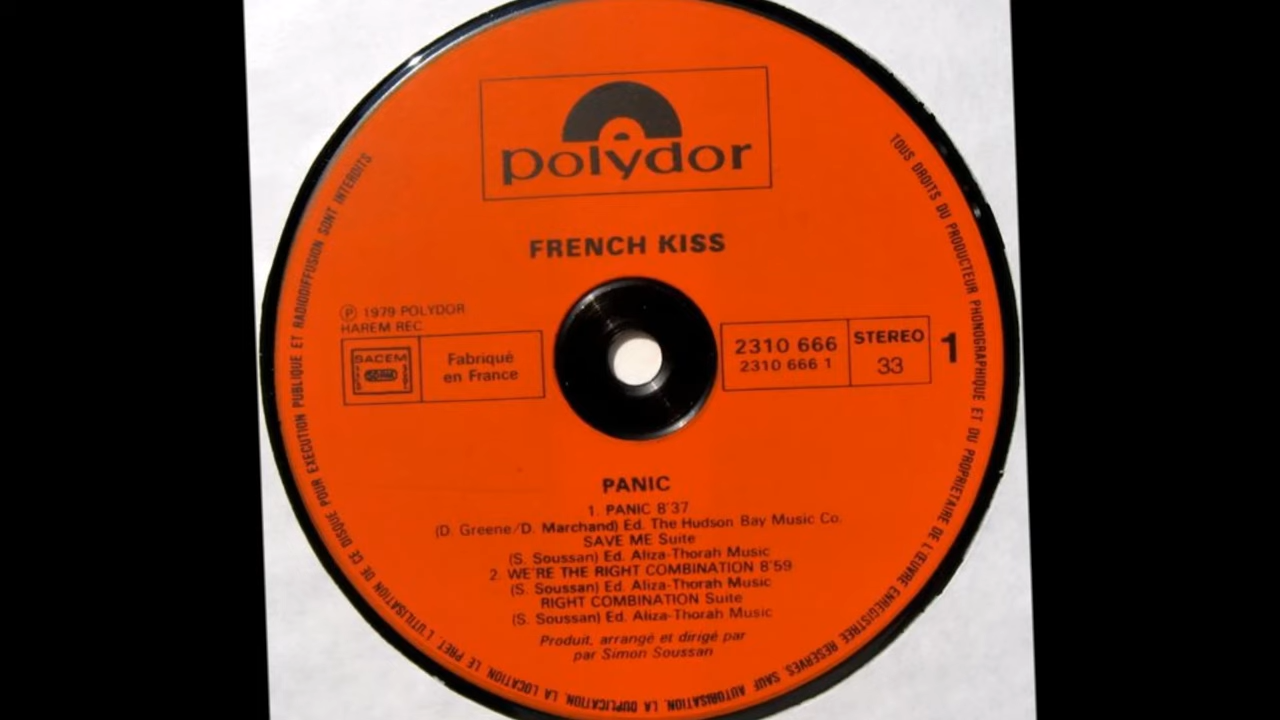 polydor
FRENCH KISS
Ⓟ 1979 POLYDOR
HAREM REC
SACEM
Fabriqué
en France
2310 666
2310 666 1
STEREO
33
1
PANIC
1. PANIC 8'37
(D. Greene/D. Marchand) Ed. The Hudson Bay Music Co.
SAVE ME Suite
(S. Soussan) Ed. Aliza-Thorah Music
2. WE'RE THE RIGHT COMBINATION 8'59
(S. Soussan) Ed. Aliza-Thorah Music
RIGHT COMBINATION Suite
(S. Soussan) Ed. Aliza-Thorah Music
Produit, arrangé et dirigé par
par Simon Soussan
TOUS DROITS DU PRODUCTEUR PHONOGRAPHIQUE ET DU PROPRIETAIRE DE L'ŒUVRE ENREGISTREE RESERVES. SAUF AUTORISATION, LA DUPLICATION, LA LOCATION, LE PRET, L'UTILISATION DE CE DISQUE POUR EXECUTION PUBLIQUE ET RADIODIFFUSION SONT INTERDITS